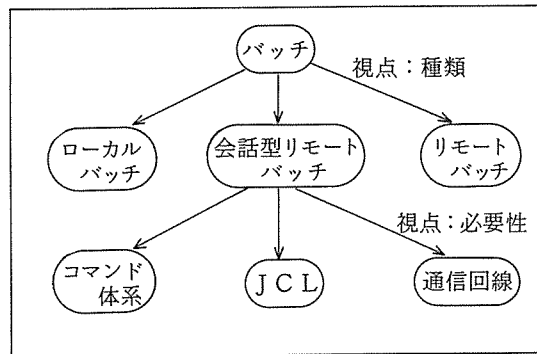 バッチ
視点：種類
ローカル
バッチ
会話型リモート
バッチ
リモート
バッチ
視点：必要性
コマンド
体系
ＪＣＬ
通信回線